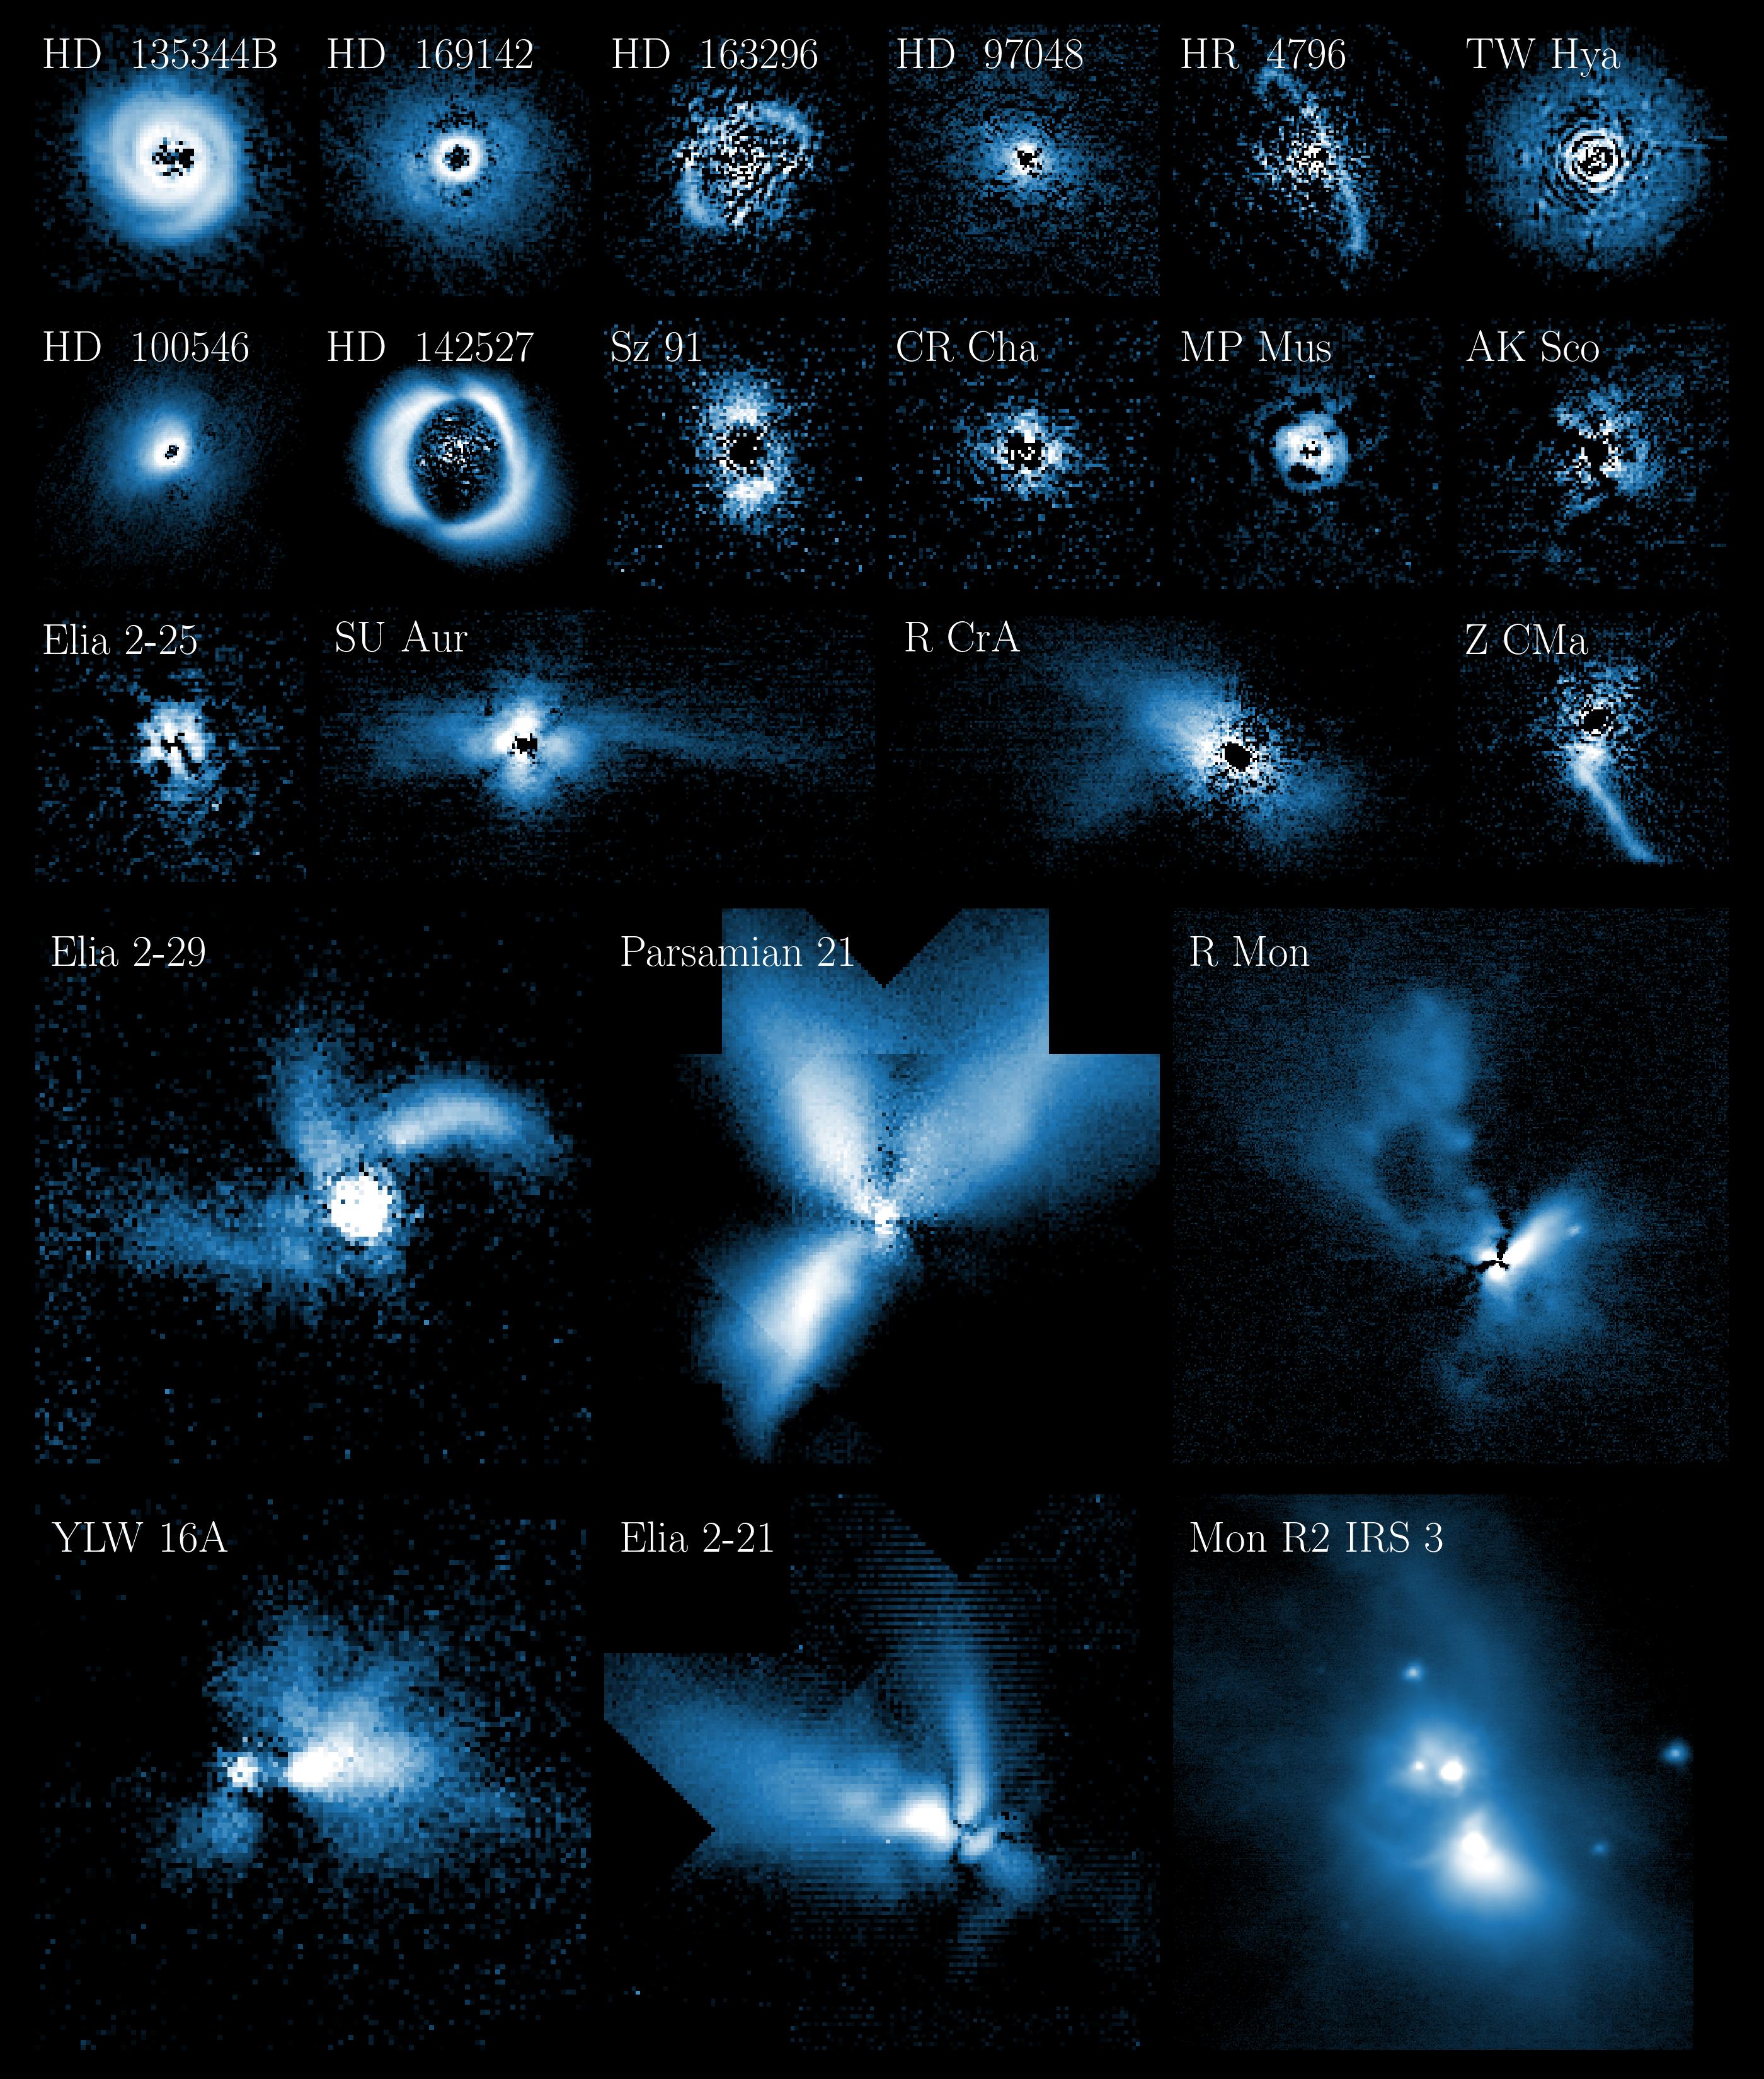 HD 135344B
HD 169142
HD 163296
HD 97048
HR 4796
TW Hya
HD 100546
HD 142527
Sz 91
CR Cha
MP Mus
AK Sco
Elia 2-25
SU Aur
R CrA
Z CMa
Elia 2-29
Parsamian 21
R Mon
YLW 16A
Elia 2-21
Mon R2 IRS 3